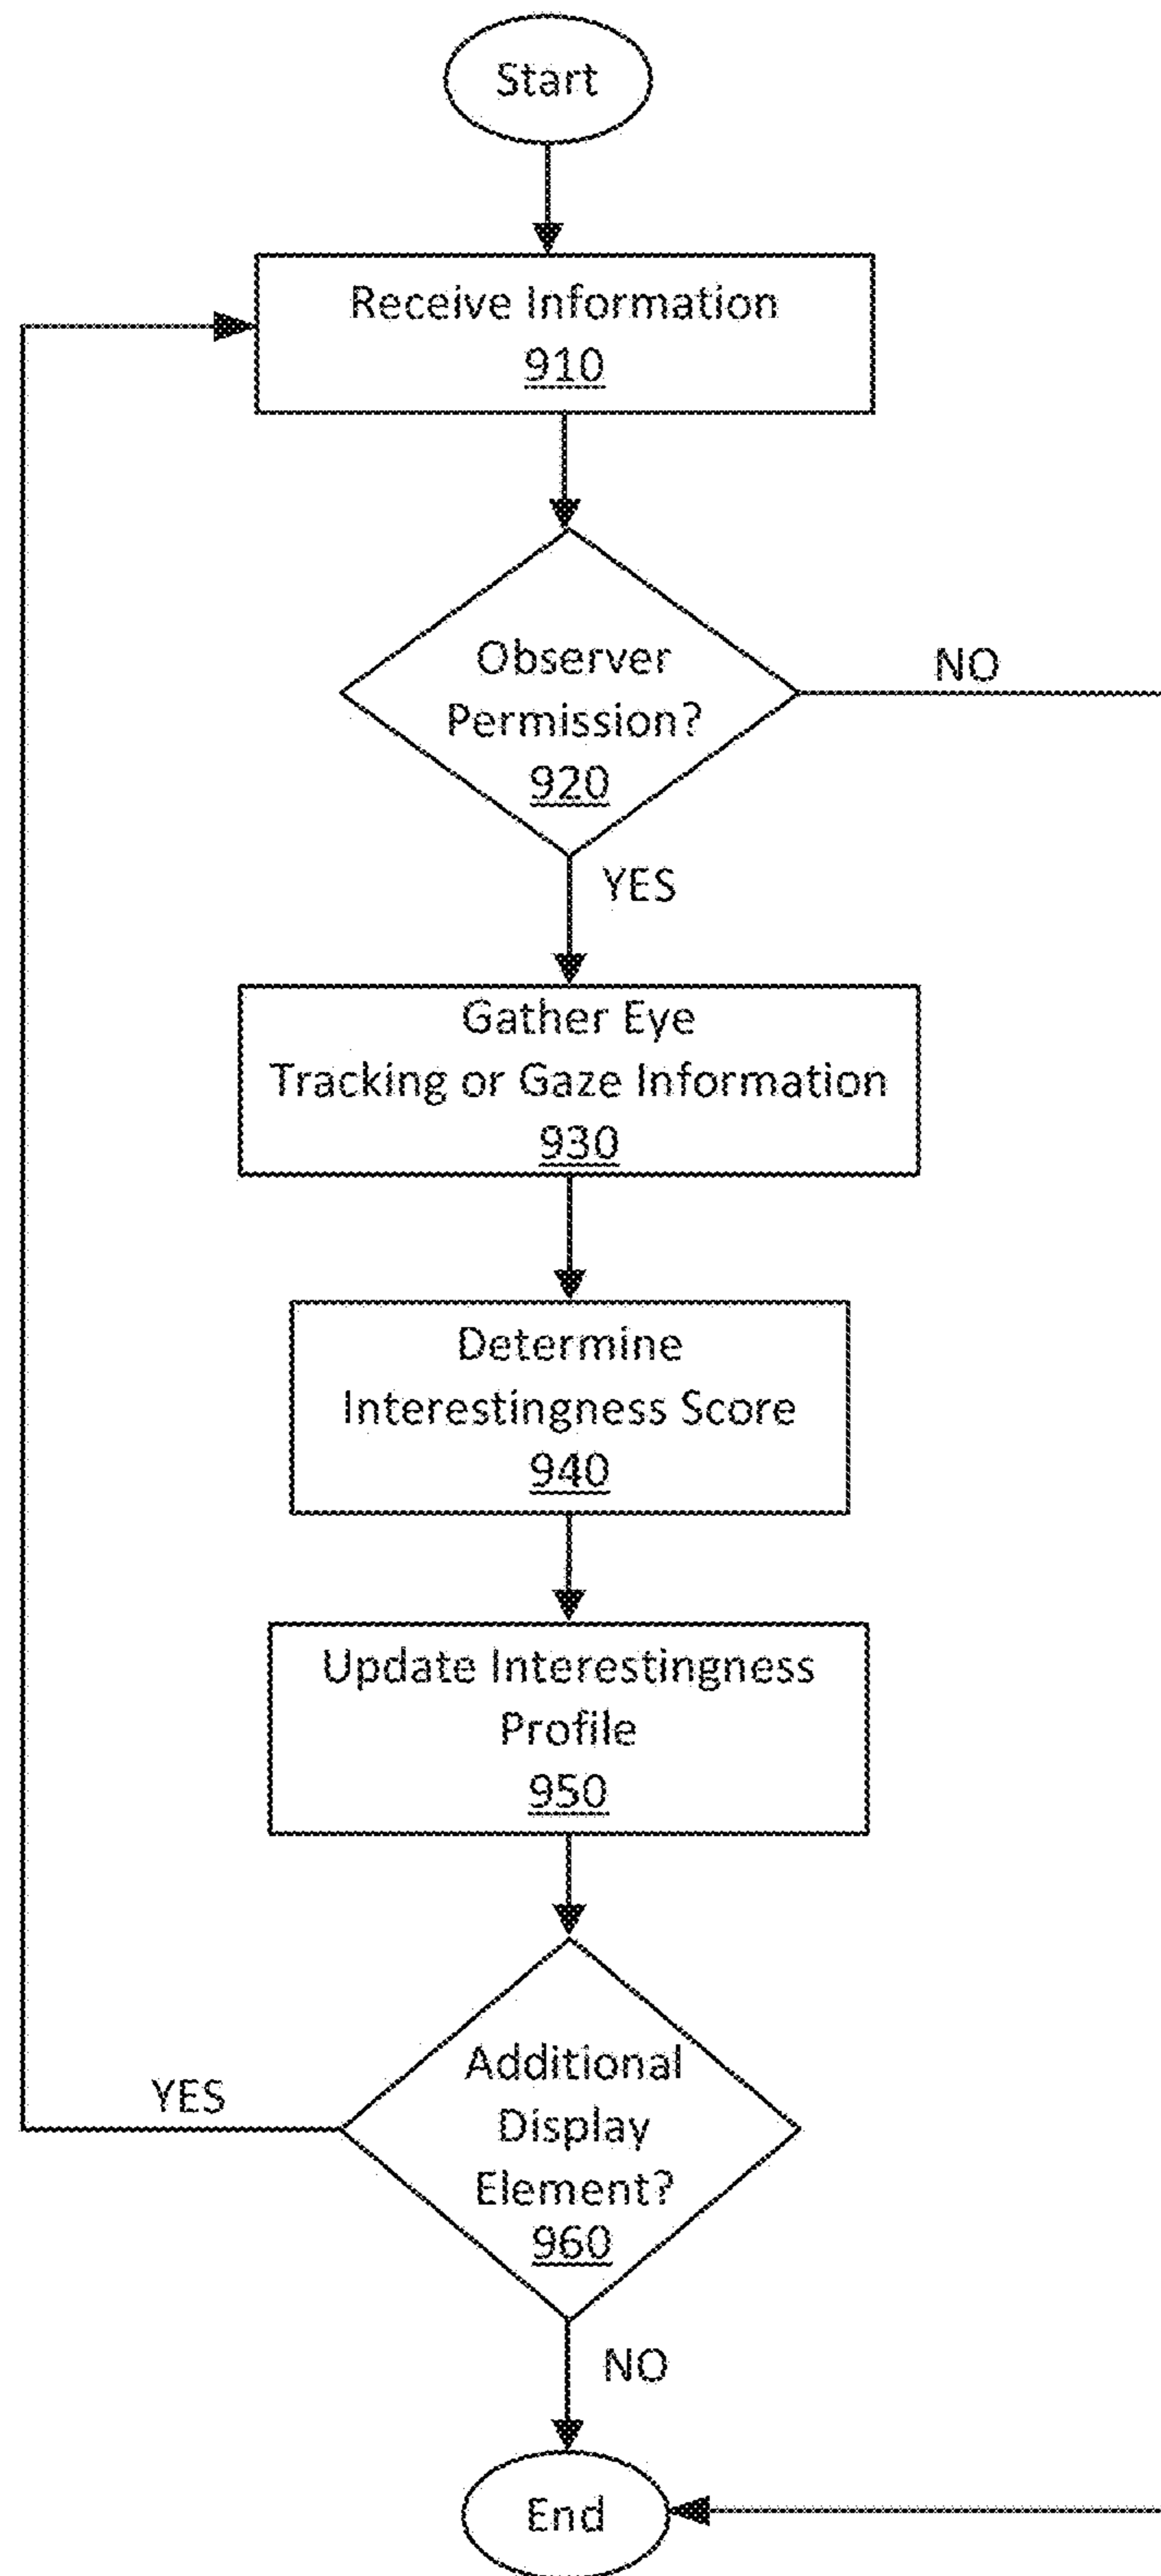 Start
Receive Information
910
Observer
Permission?
920
NO
YES
Gather Eye
Tracking or Gaze Information
930
Determine
Interestingness Score
940
Update Interestingness
Profile
950
Additional
Display
Element?
960
YES
NO
End